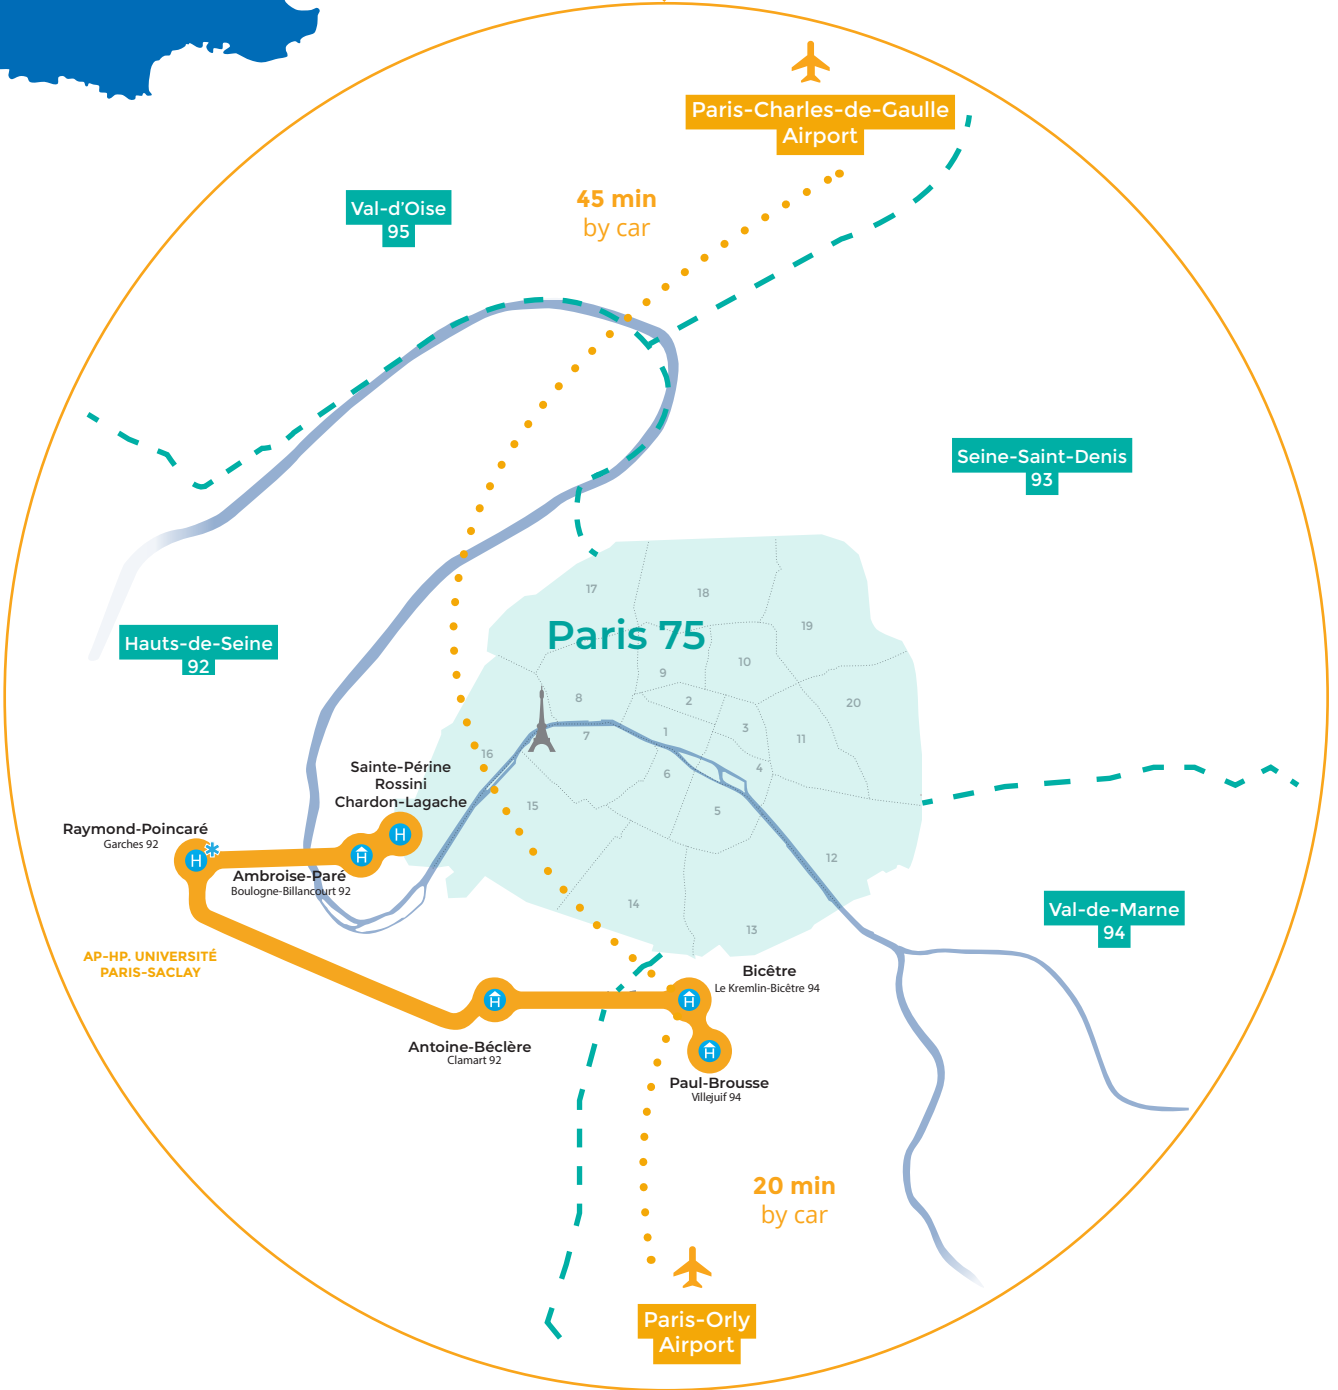 Paris-Charles-de-Gaulle
Airport
45 min
by car
Val-d'Oise
95
Seine-Saint-Denis
93
Hauts-de-Seine
92
Paris 75
17
18
19
9
10
8
2
20
7
1
3
11
16
6
4
15
5
12
14
13
Sainte-Périne
Rossini
Chardon-Lagache
H
Raymond-Poincaré
Garches 92
H
*
H
Ambroise-Paré
Boulogne-Billancourt 92
Val-de-Marne
94
AP-HP. UNIVERSITÉ
PARIS-SACLAY
Bicêtre
Le Kremlin-Bicêtre 94
H
H
Antoine-Béclère
Clamart 92
H
Paul-Brousse
Villejuif 94
20 min
by car
Paris-Orly
Airport